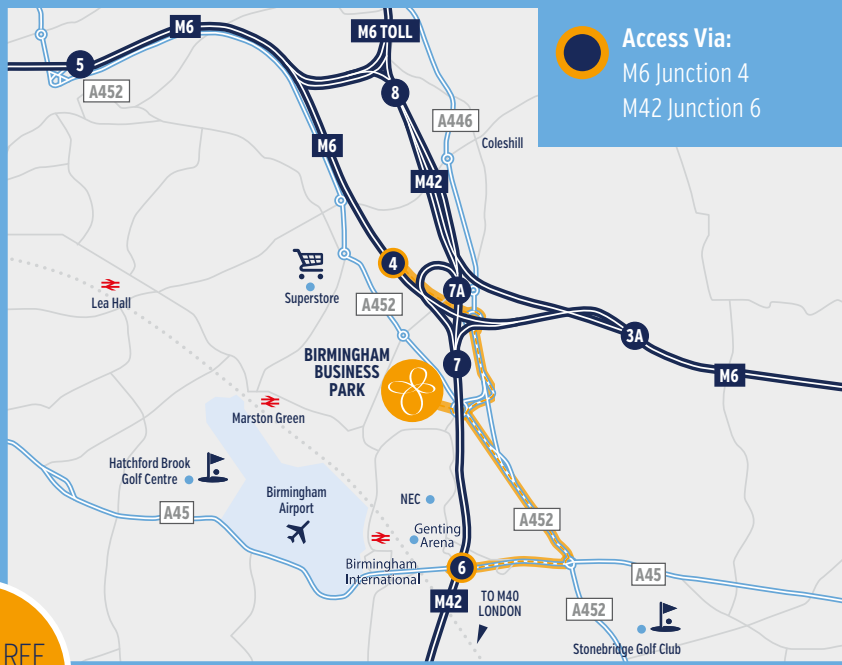 M6
M6 TOLL
5
A452
8
Access Via:
M6 Junction 4
M42 Junction 6
A446
Coleshill
M6
M42
4
7A
Superstore
A452
Lea Hall
3A
M6
BIRMINGHAM
BUSINESS
PARK
7
Marston Green
Hatchford Brook
Golf Centre
A45
Birmingham
Airport
NEC
A452
Genting
Arena
Birmingham
International
6
A45
M42
TO M40
LONDON
A452
Stonebridge Golf Club